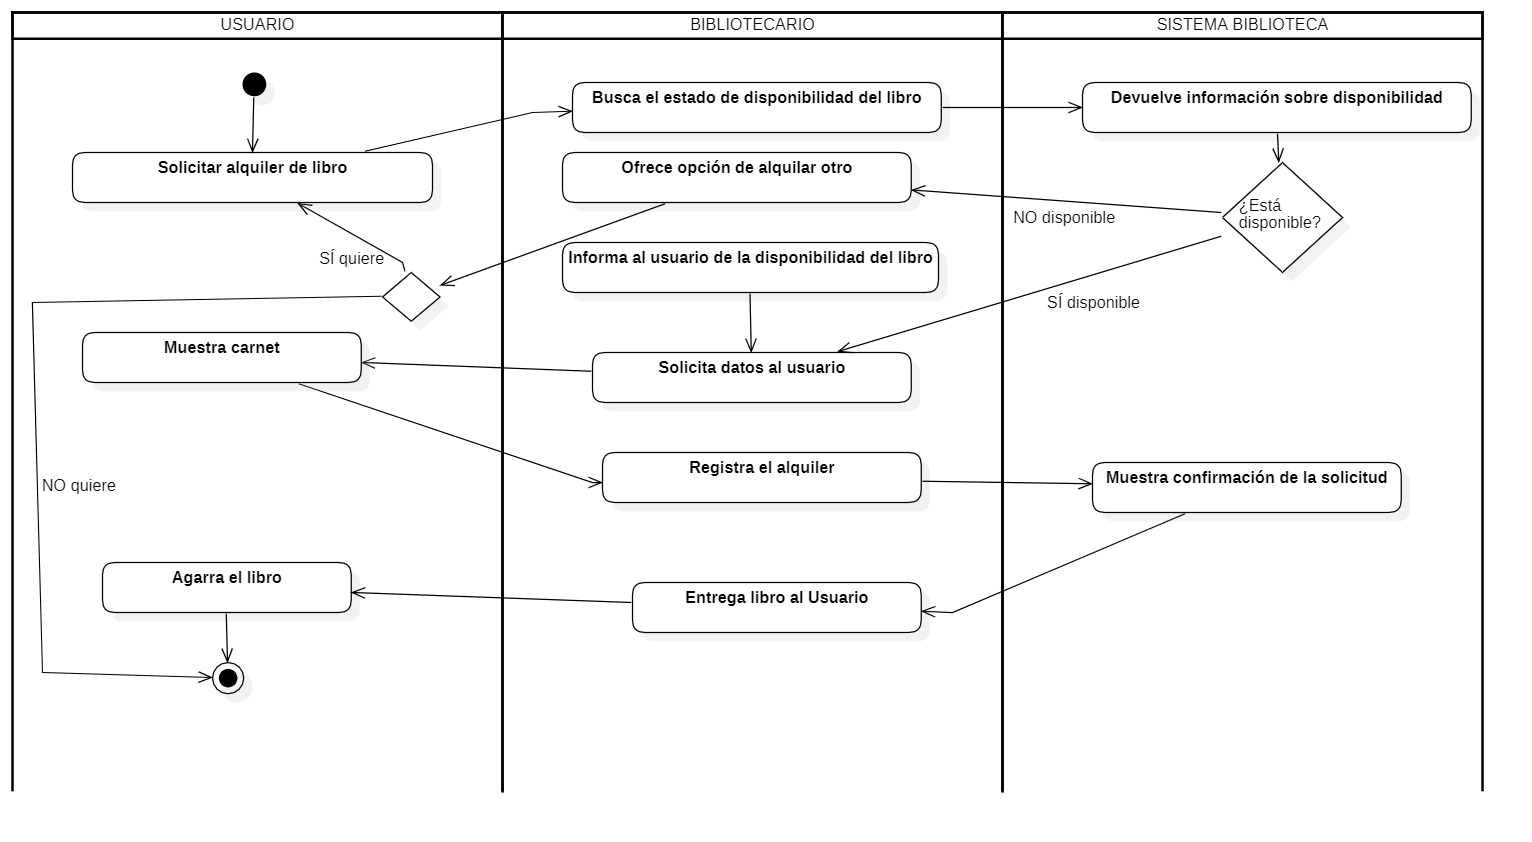 USUARIO
BIBLIOTECARIO
SISTEMA BIBLIOTECA
Busca el estado de disponibilidad del libro
Devuelve información sobre disponibilidad
Solicitar alquiler de libro
Ofrece opción de alquilar otro
¿Está
disponible?
NO disponible
SÍ quiere
Informa al usuario de la disponibilidad del libro
SÍ disponible
Muestra carnet
Solicita datos al usuario
Registra el alquiler
Muestra confirmación de la solicitud
NO quiere
Agarra el libro
Entrega libro al Usuario